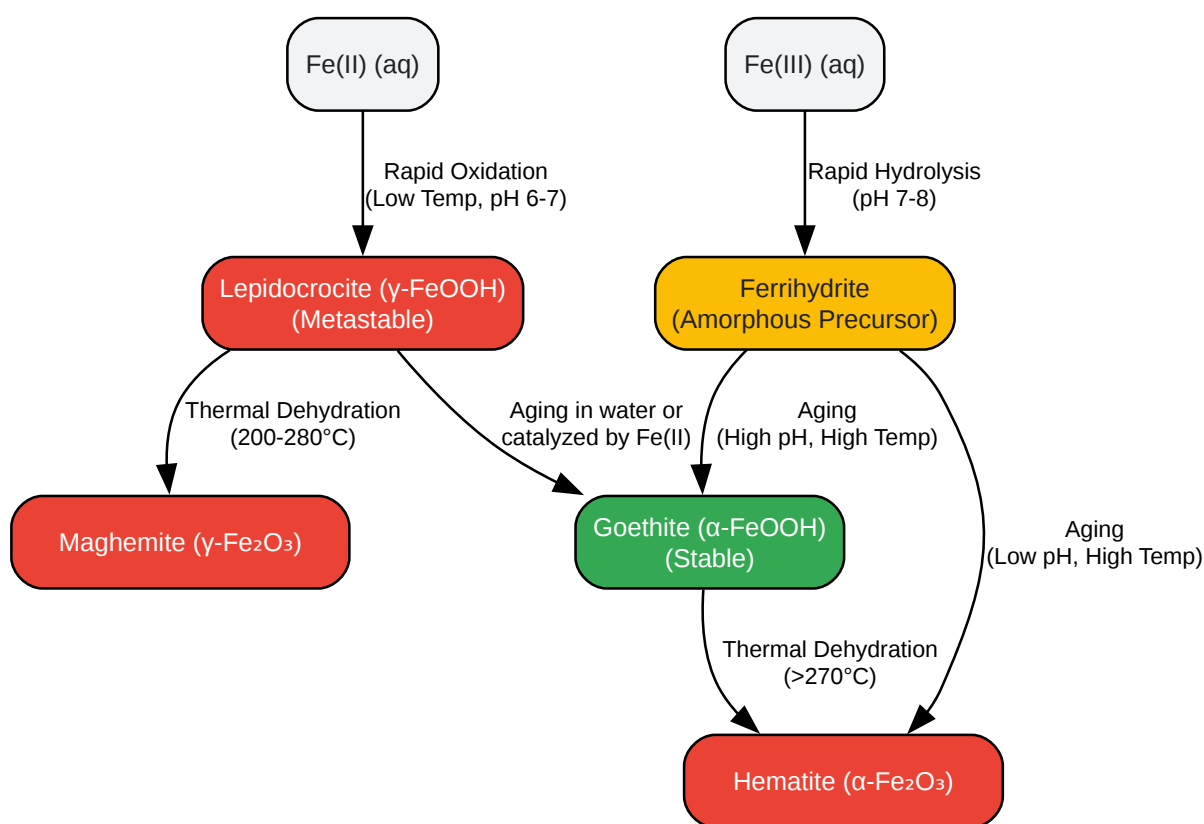 Fe(II) (aq)
Fe(III) (aq)
Rapid Oxidation
(Low Temp, pH 6-7)
Rapid Hydrolysis
(pH 7-8)
Lepidocrocite (γ-FeOOH)
(Metastable)
Ferrihydrite
(Amorphous Precursor)
Thermal Dehydration
(200-280°C)
Aging in water or
catalyzed by Fe(II)
Aging
(High pH, High Temp)
Maghemite (γ-Fe₂O₃)
Goethite (α-FeOOH)
(Stable)
Aging
(Low pH, High Temp)
Thermal Dehydration
(>270°C)
Hematite (α-Fe₂O₃)